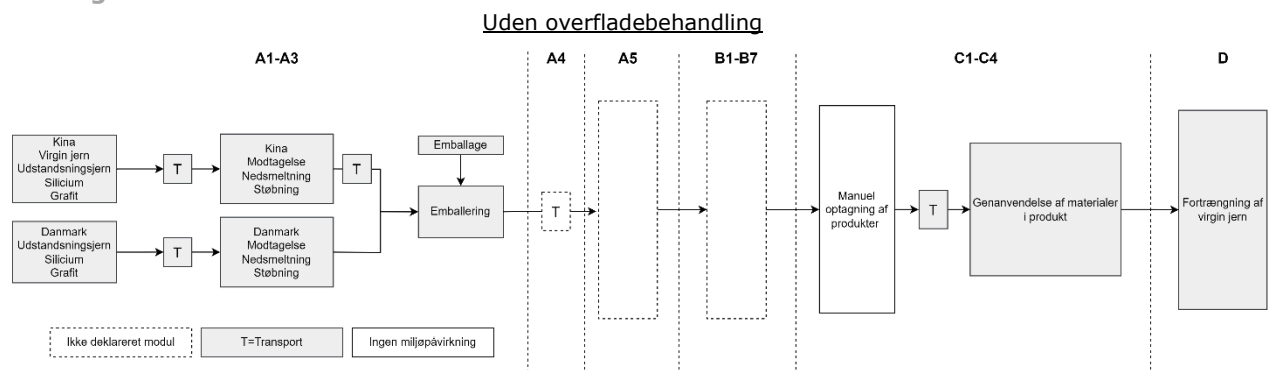 Uden overfladebehandling
A1-A3
A4
A5
B1-B7
C1-C4
D
Kina
Virgin jern
Udstandsningsjern
Silicium
Grafit
T
Kina
Modtagelse
Nedsmeltning
Støbning
T
Emballage
Emballering
Danmark
Udstandsningsjern
Silicium
Grafit
T
Danmark
Modtagelse
Nedsmeltning
Støbning
T
Manuel
optagning af
produkter
T
Genanvendelse af materialer
i produkt
Fortrængning af
virgin jern
Ikke deklareret modul
T=Transport
Ingen miljøpåvirkning